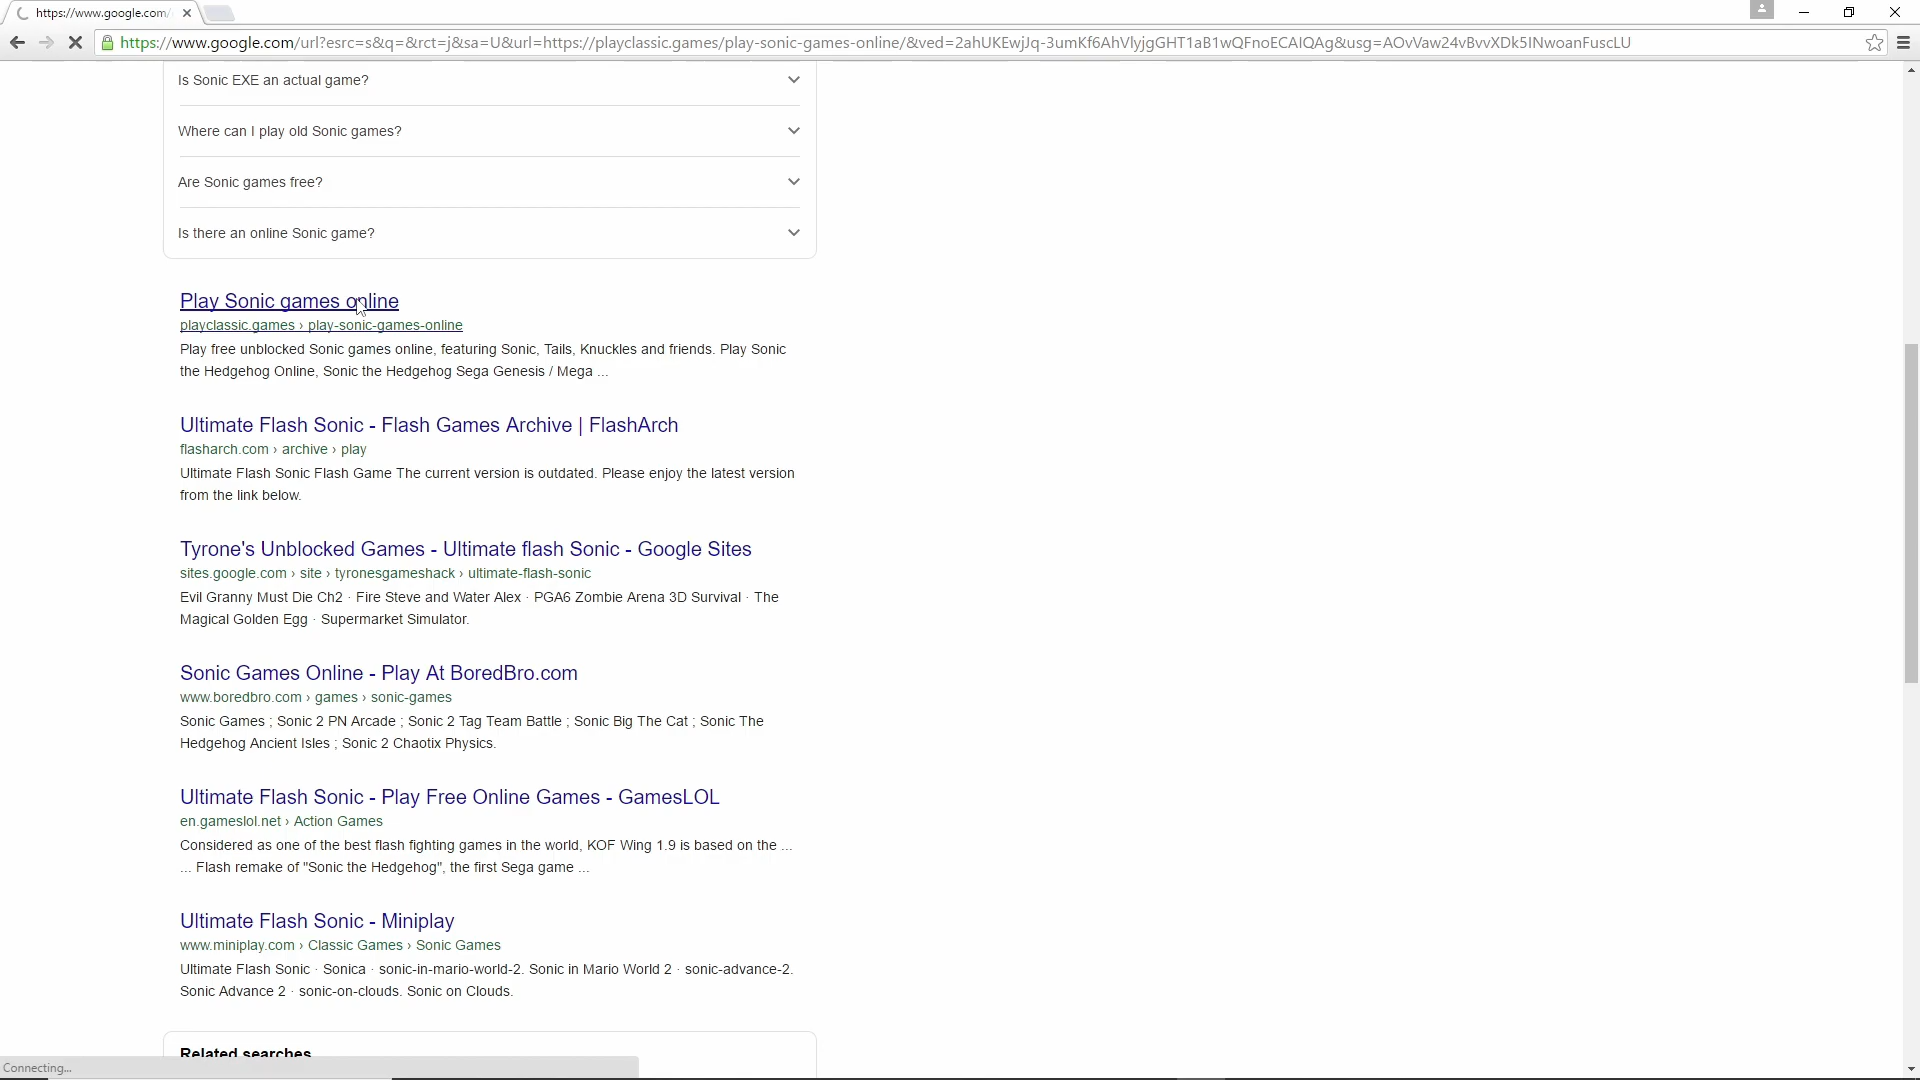 https://www.google.com/
https://www.google.com/url?esrc=s&q=&rct=j&sa=U&url=https://playclassic.games/play-sonic-games-online/&ved=2ahUKEwjJq-3umKf6AhVlyjgGHT1aB1wQFnoECAIQAg&usg=AOvVaw24vBvvXDk5INwoanFuscLU
Is Sonic EXE an actual game?
Where can I play old Sonic games?
Are Sonic games free?
Is there an online Sonic game?
Play Sonic games online
playclassic.games › play-sonic-games-online
Play free unblocked Sonic games online, featuring Sonic, Tails, Knuckles and friends. Play Sonic
the Hedgehog Online, Sonic the Hedgehog Sega Genesis / Mega ...
Ultimate Flash Sonic - Flash Games Archive | FlashArch
flasharch.com › archive › play
Ultimate Flash Sonic Flash Game The current version is outdated. Please enjoy the latest version
from the link below.
Tyrone's Unblocked Games - Ultimate flash Sonic - Google Sites
sites.google.com › site › tyronesgameshack › ultimate-flash-sonic
Evil Granny Must Die Ch2 · Fire Steve and Water Alex · PGA6 Zombie Arena 3D Survival · The
Magical Golden Egg · Supermarket Simulator.
Sonic Games Online - Play At BoredBro.com
www.boredbro.com › games › sonic-games
Sonic Games ; Sonic 2 PN Arcade ; Sonic 2 Tag Team Battle ; Sonic Big The Cat ; Sonic The
Hedgehog Ancient Isles ; Sonic 2 Chaotix Physics.
Ultimate Flash Sonic - Play Free Online Games - GamesLOL
en.gameslol.net › Action Games
Considered as one of the best flash fighting games in the world, KOF Wing 1.9 is based on the ...
... Flash remake of "Sonic the Hedgehog", the first Sega game ...
Ultimate Flash Sonic - Miniplay
www.miniplay.com › Classic Games › Sonic Games
Ultimate Flash Sonic · Sonica · sonic-in-mario-world-2. Sonic in Mario World 2 · sonic-advance-2.
Sonic Advance 2 · sonic-on-clouds. Sonic on Clouds.
Related searches
Connecting...